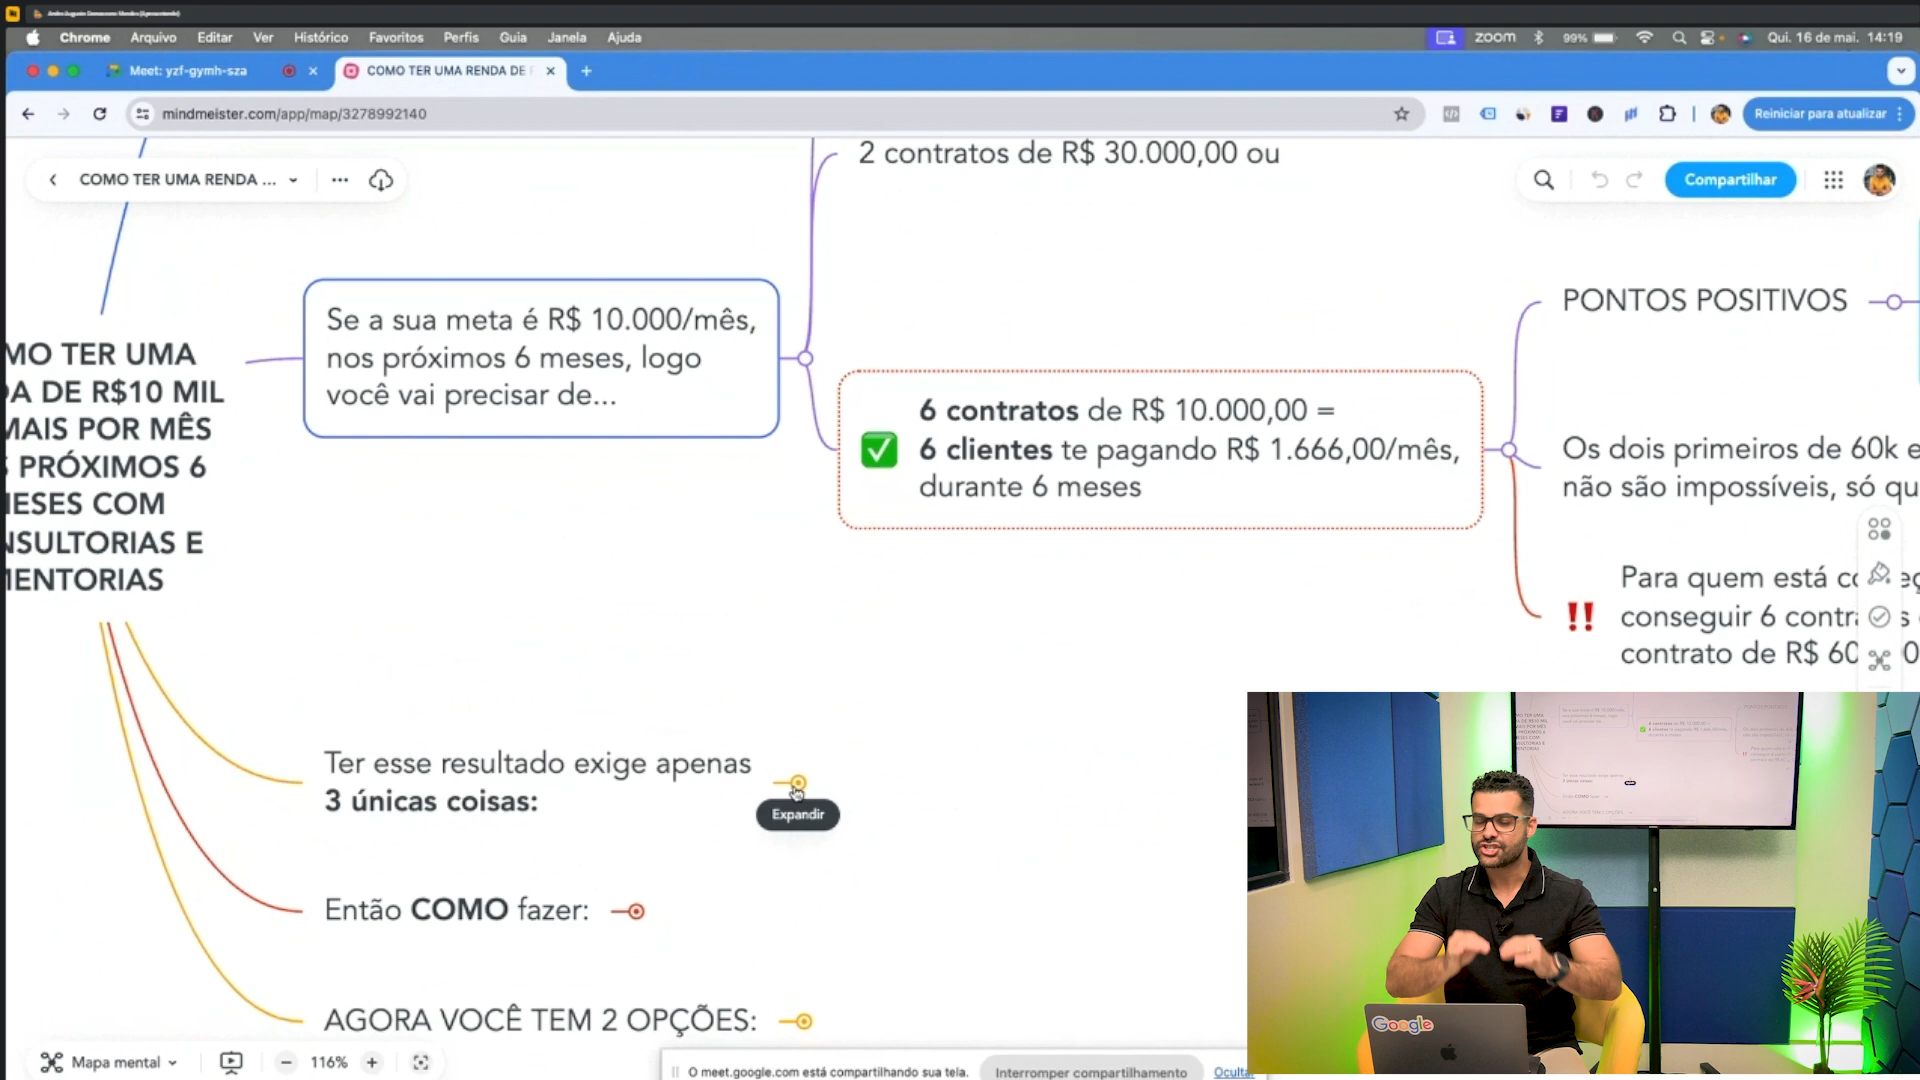 Chrome Arquivo Editar Ver Histórico Favoritos Perfis Guia Janela Ajuda
zoom 99% Qui. 16 de mai. 14:19
Meet: yzf-gymh-sza
COMO TER UMA RENDA DE
mindmeister.com/app/map/3278992140
Reiniciar para atualizar
COMO TER UMA RENDA ...
Compartilhar
2 contratos de R$ 30.000,00 ou
Se a sua meta é R$ 10.000/mês,
nos próximos 6 meses, logo
você vai precisar de...
MO TER UMA
DA DE R$10 MIL
MAIS POR MÊS
S PRÓXIMOS 6
MESES COM
NSULTORIAS E
MENTORIAS
6 contratos de R$ 10.000,00 =
6 clientes te pagando R$ 1.666,00/mês,
durante 6 meses
PONTOS POSITIVOS
Os dois primeiros de 60k e
não são impossíveis, só qu
Para quem está co
conseguir 6 contra
contrato de R$ 60
Ter esse resultado exige apenas
3 únicas coisas:
Expandir
Então COMO fazer:
AGORA VOCÊ TEM 2 OPÇÕES:
Mapa mental
116%
O meet.google.com está compartilhando sua tela.
Interromper compartilhamento
Ocultar
Google